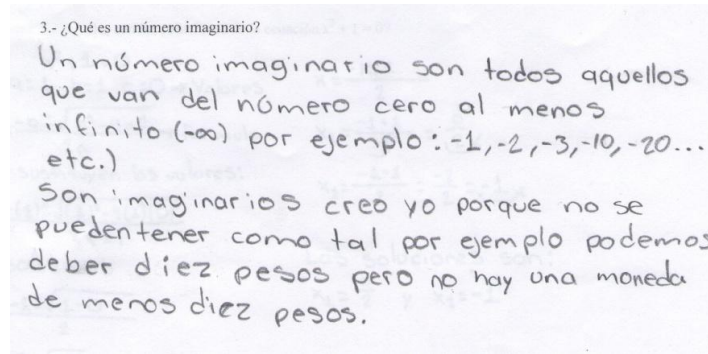 3.- ¿Qué es un número imaginario?
Un número imaginario son todos aquellos
que van del número cero al menos
infinito (-∞) por ejemplo: -1, -2, -3, -10, -20...
etc.)
Son imaginarios creo yo porque no se
pueden tener como tal por ejemplo podemos
deber diez pesos pero no hay una moneda
de menos diez pesos.